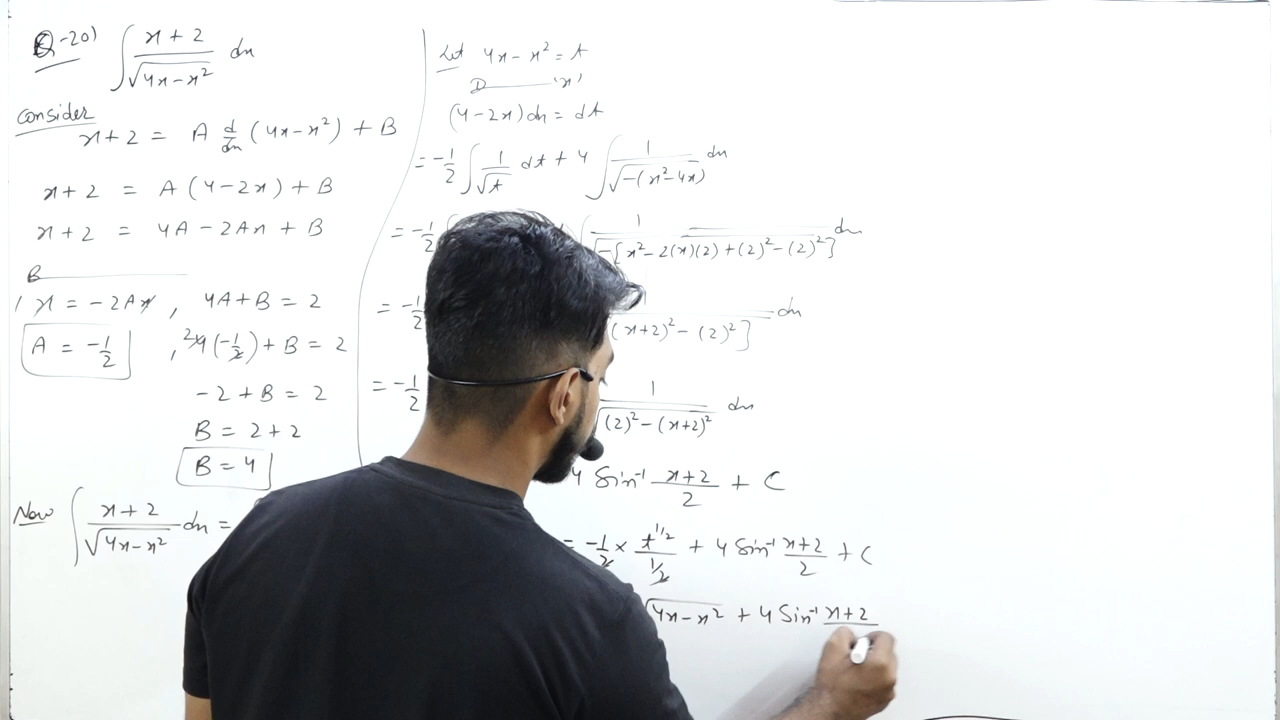 Q-20) ∫ x+2 / √(4x-x²) dx
Consider
x+2 = A d/dx (4x-x²) + B
x+2 = A(4-2x) + B
x+2 = 4A-2Ax + B
1 x = -2Ax , 4A+B = 2
A = -1/2 , 24(-1/2)+B = 2
-2+B = 2
B = 2+2
B = 4
Now ∫ x+2 / √(4x-x²) dx =
Let 4x-x² = t
D 'x'
(4-2x)dx = dt
= -1/2 ∫ 1/√t dt + 4 ∫ 1 / √(-(x²-4x)) dx
= -1/2 ∫ 1 / √(-[x²-2(x)(2)+(2)²-(2)²]) dx
= -1/2 (x+2)²-(2)²] dx
= -1/2 1 / √((2)²-(x+2)²) dx
4 Sin⁻¹ x+2 / 2 + C
= -1/2 × t^1/2 / 1/2 + 4 Sin⁻¹ x+2 / 2 + C
√(4x-x²) + 4 Sin⁻¹ x+2